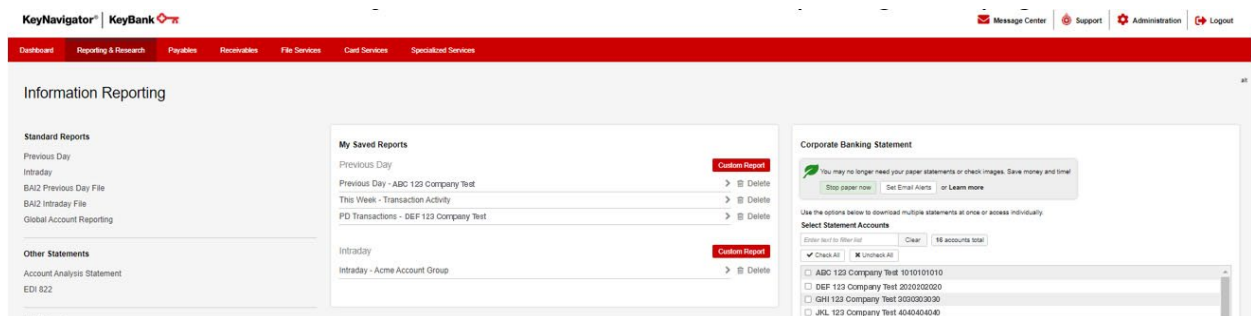 KeyNavigator® | KeyBank
Message Center
Support
Administration
Logout
Dashboard
Reporting & Research
Payables
Receivables
File Services
Card Services
Specialized Services
Information Reporting
Standard Reports
Previous Day
Intraday
BAI2 Previous Day File
BAI2 Intraday File
Global Account Reporting
Other Statements
Account Analysis Statement
EDI 822
My Saved Reports
Previous Day
Custom Report
Previous Day - ABC 123 Company Test
Delete
This Week - Transaction Activity
Delete
PD Transactions - DEF 123 Company Test
Delete
Intraday
Custom Report
Intraday - Acme Account Group
Delete
Corporate Banking Statement
You may no longer need your paper statements or check images. Save money and time!
Stop paper now
Set Email Alerts
or Learn more
Use the options below to download multiple statements at once or access individually.
Select Statement Accounts
Enter text to filter list
Clear
16 accounts total
Check All
Uncheck All
ABC 123 Company Test 1010101010
DEF 123 Company Test 2020202020
GHI 123 Company Test 3030303030
JKL 123 Company Test 4040404040